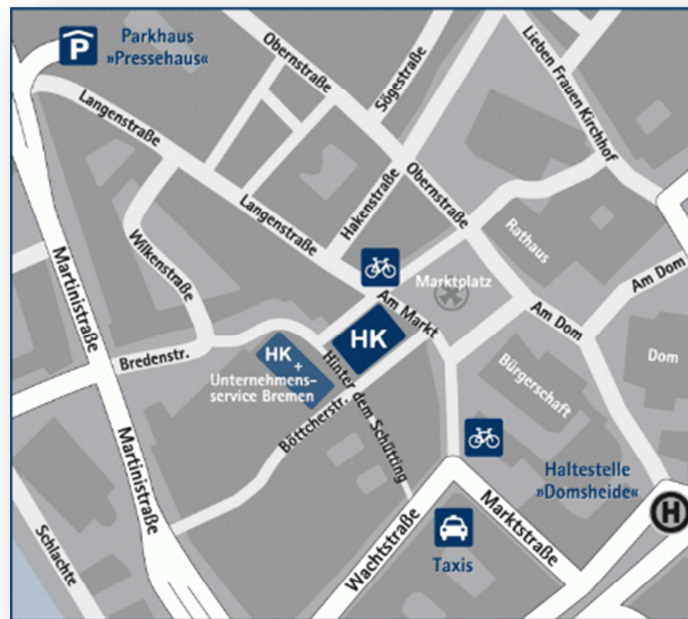 P
Parkhaus
»Pressehaus«
Obernstraße
Sögestraße
Lieben Frauen Kirchhof
Langenstraße
Hakenstraße
Obernstraße
Langenstraße
Rathaus
Wilkenstraße
Martinistraße
Marktplatz
Am Markt
Am Dom
Am Dom
HK
Bredenstr.
HK
+
Unternehmens-
service Bremen
Hinter dem Schütting
Bürgerschaft
Dom
Böttcherstr.
Martinistraße
Haltestelle
»Domsheide«
H
Marktstraße
Wachtstraße
Taxis
Schlachte